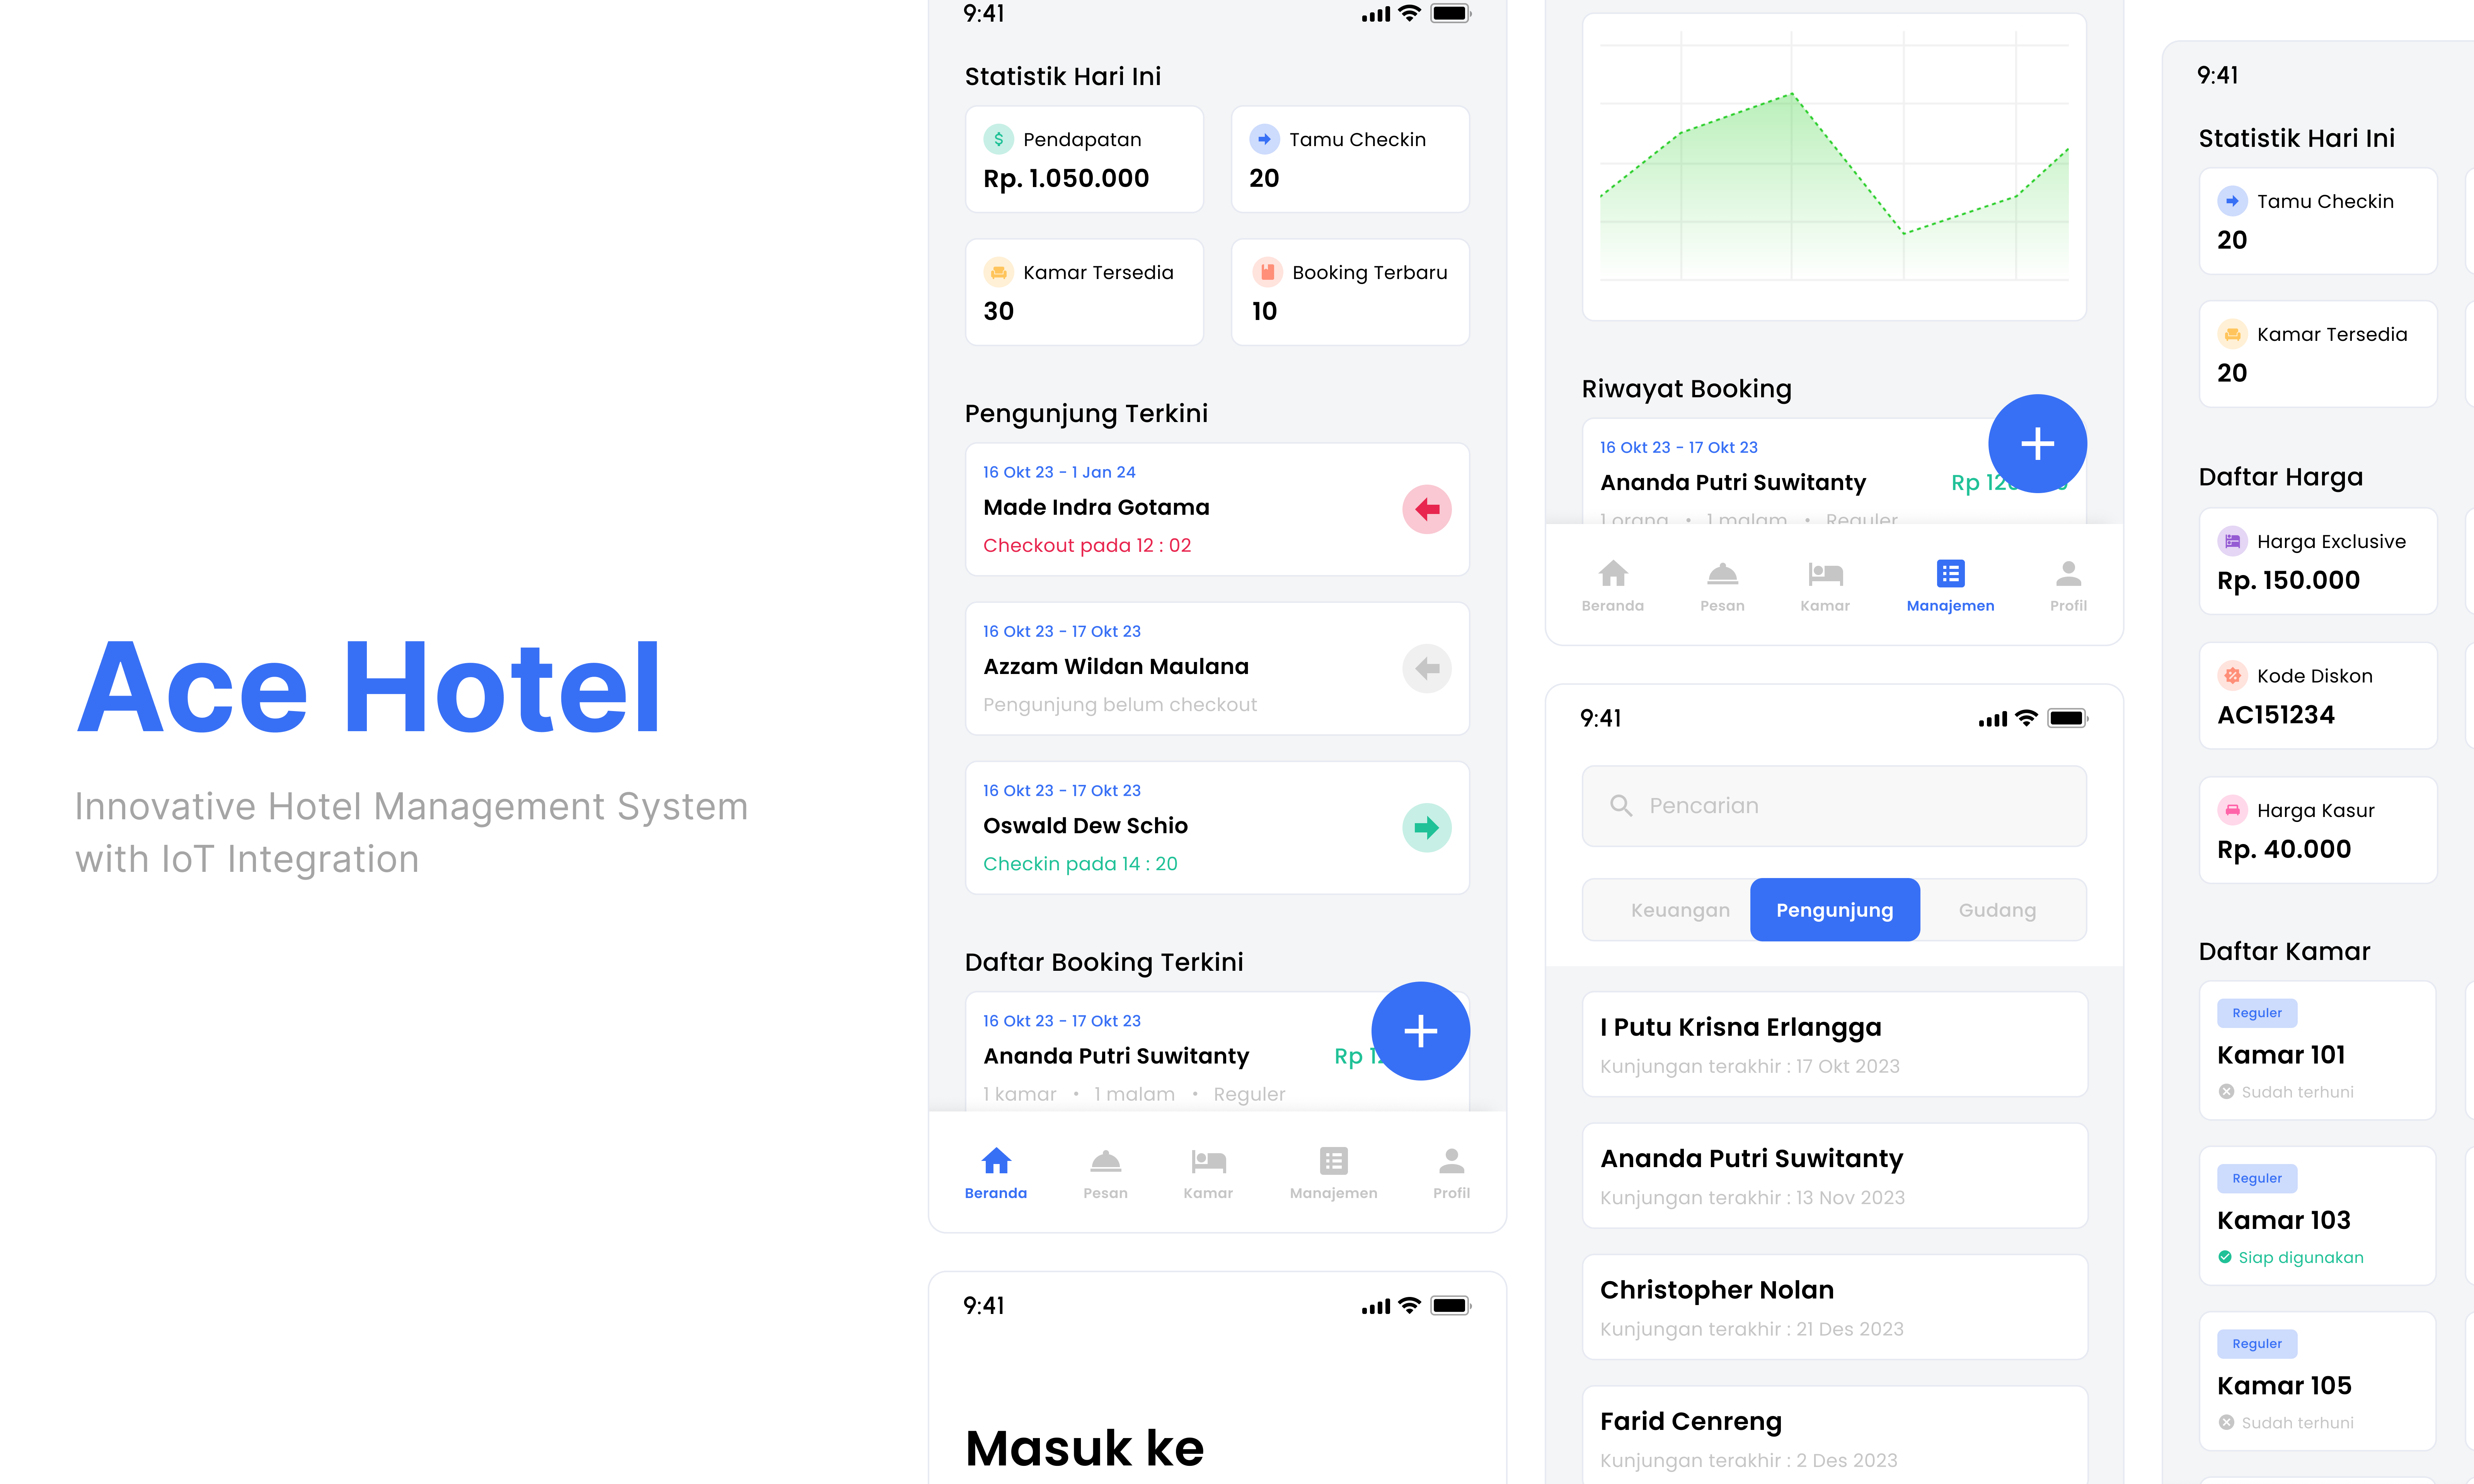 Ace Hotel
Innovative Hotel Management System
with IoT Integration
9:41
Statistik Hari Ini
Pendapatan
Rp. 1.050.000
Tamu Checkin
20
Kamar Tersedia
30
Booking Terbaru
10
Pengunjung Terkini
16 Okt 23 - 1 Jan 24
Made Indra Gotama
Checkout pada 12 : 02
16 Okt 23 - 17 Okt 23
Azzam Wildan Maulana
Pengunjung belum checkout
16 Okt 23 - 17 Okt 23
Oswald Dew Schio
Checkin pada 14 : 20
Daftar Booking Terkini
16 Okt 23 - 17 Okt 23
Ananda Putri Suwitanty
Rp
1 kamar • 1 malam • Reguler
Beranda
Pesan
Kamar
Manajemen
Profil
9:41
Masuk ke
Riwayat Booking
16 Okt 23 - 17 Okt 23
Ananda Putri Suwitanty
Rp
1 orang • 1 malam • Reguler
Beranda
Pesan
Kamar
Manajemen
Profil
9:41
Pencarian
Keuangan
Pengunjung
Gudang
I Putu Krisna Erlangga
Kunjungan terakhir : 17 Okt 2023
Ananda Putri Suwitanty
Kunjungan terakhir : 13 Nov 2023
Christopher Nolan
Kunjungan terakhir : 21 Des 2023
Farid Cenreng
Kunjungan terakhir : 2 Des 2023
9:41
Statistik Hari Ini
Tamu Checkin
20
Kamar Tersedia
20
Daftar Harga
Harga Exclusive
Rp. 150.000
Kode Diskon
AC151234
Harga Kasur
Rp. 40.000
Daftar Kamar
Reguler
Kamar 101
Sudah terhuni
Reguler
Kamar 103
Siap digunakan
Reguler
Kamar 105
Sudah terhuni